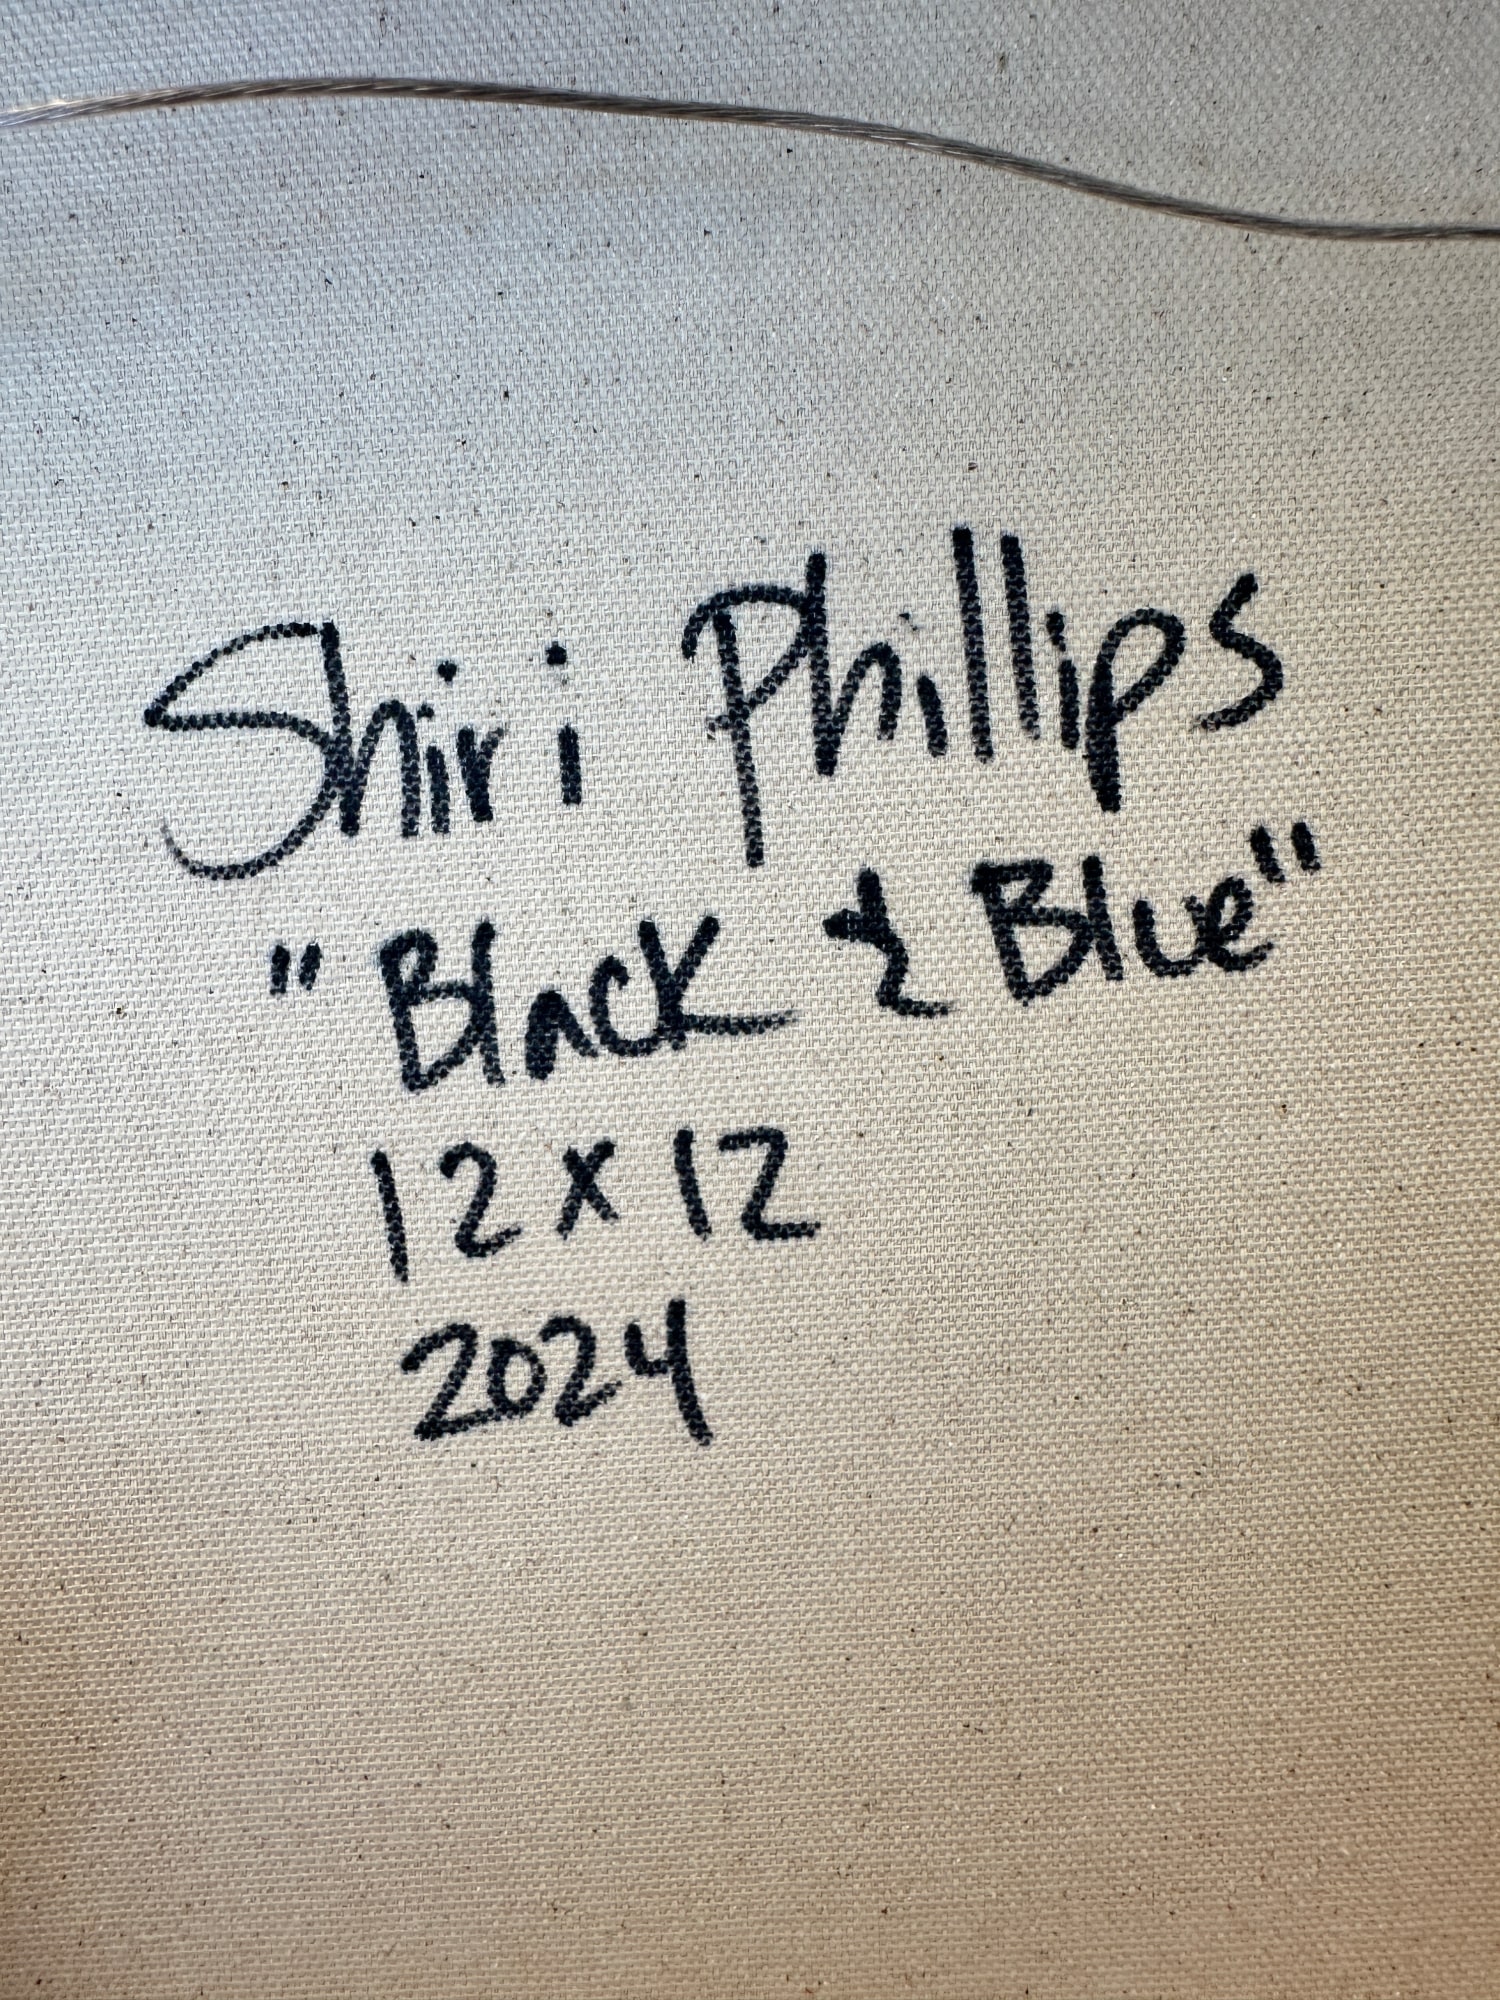 Shiri Phillips
"Black & Blue"
12 x 12
2024